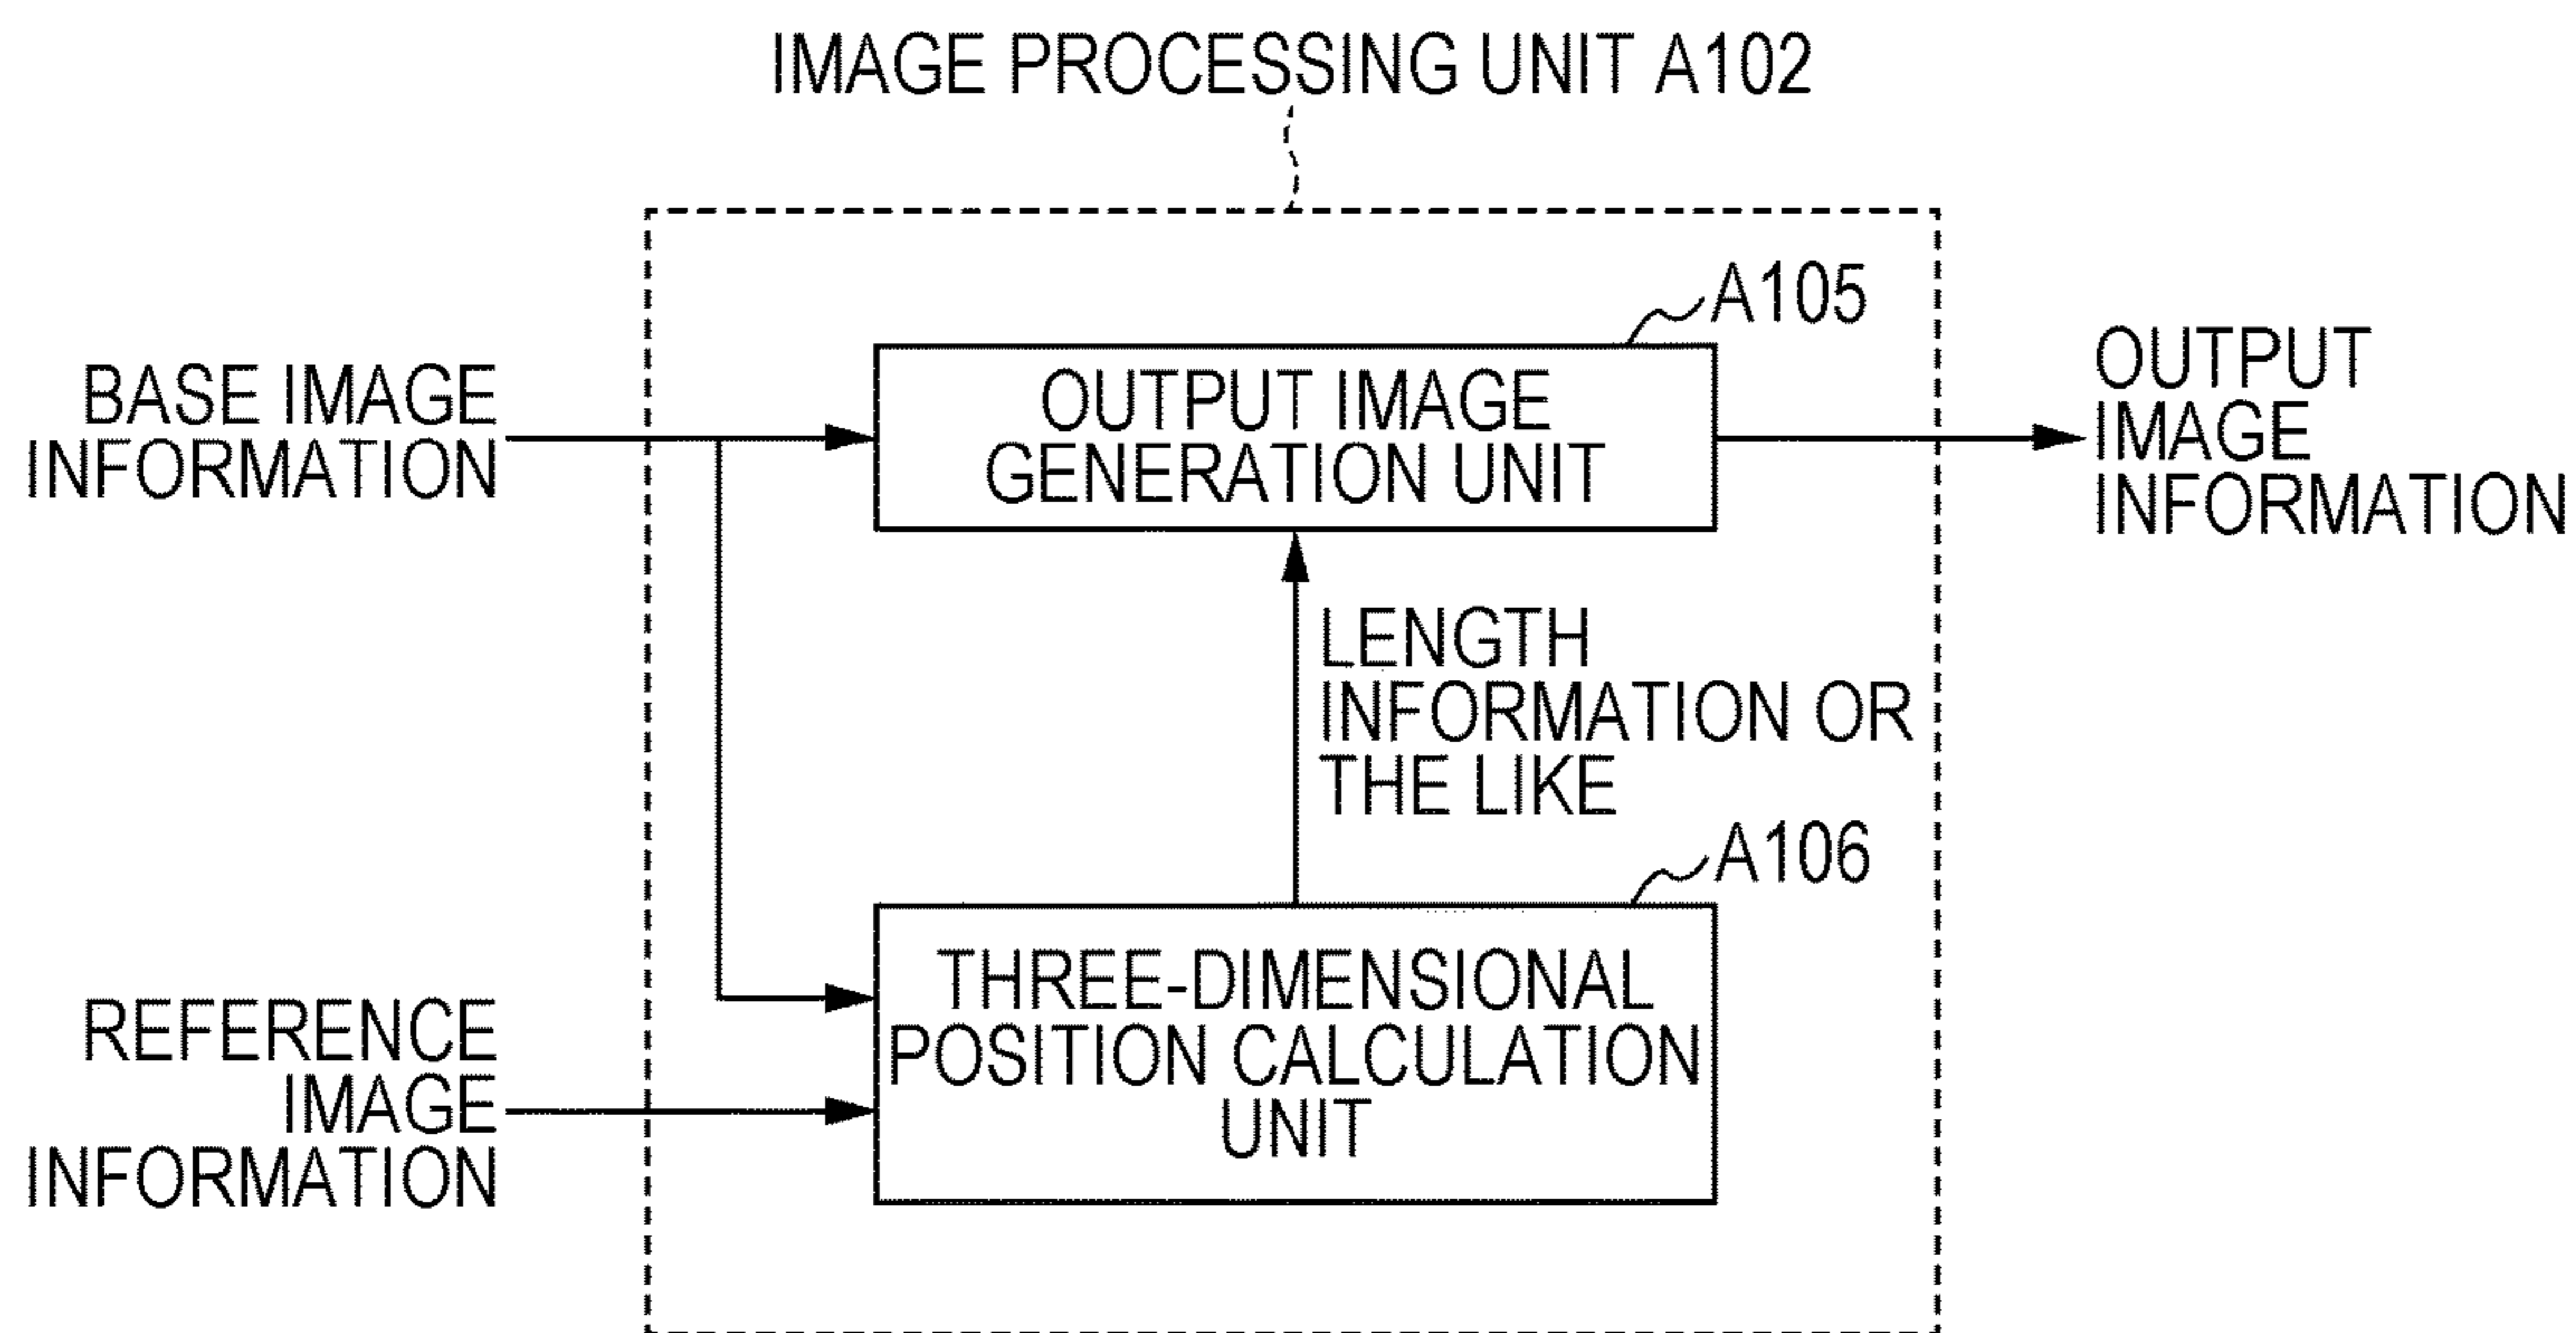 IMAGE PROCESSING UNIT A102
A105
BASE IMAGE
INFORMATION
OUTPUT IMAGE
GENERATION UNIT
OUTPUT
IMAGE
INFORMATION
LENGTH
INFORMATION OR
THE LIKE
A106
REFERENCE
IMAGE
INFORMATION
THREE-DIMENSIONAL
POSITION CALCULATION
UNIT